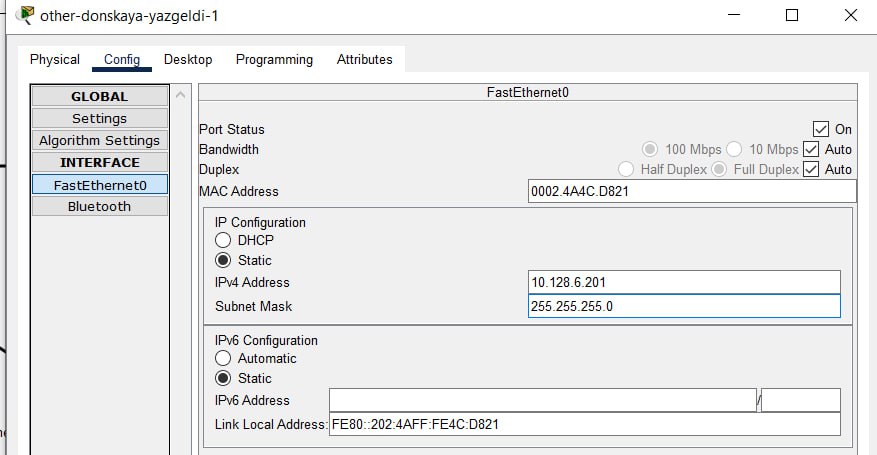 other-donskaya-yazgeldi-1
Physical Config Desktop Programming Attributes
GLOBAL
Settings
Algorithm Settings
INTERFACE
FastEthernet0
Bluetooth
FastEthernet0
Port Status On
Bandwidth 100 Mbps 10 Mbps Auto
Duplex Half Duplex Full Duplex Auto
MAC Address 0002.4A4C.D821
IP Configuration
DHCP
Static
IPv4 Address 10.128.6.201
Subnet Mask 255.255.255.0
IPv6 Configuration
Automatic
Static
IPv6 Address /
Link Local Address: FE80::202:4AFF:FE4C:D821